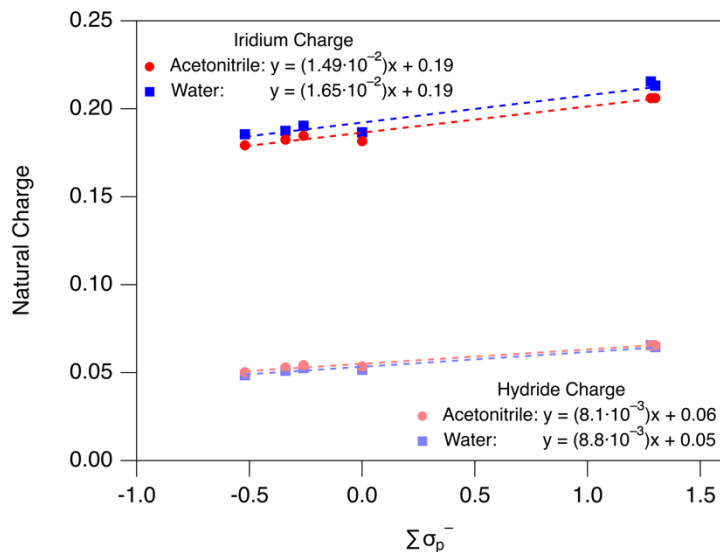 0.25
Iridium Charge
Acetonitrile: y = (1.49·10⁻²)x + 0.19
Water: y = (1.65·10⁻²)x + 0.19
0.20
0.15
Natural Charge
0.10
0.05
Hydride Charge
Acetonitrile: y = (8.1·10⁻³)x + 0.06
Water: y = (8.8·10⁻³)x + 0.05
0.00
-1.0 -0.5 0.0 0.5 1.0 1.5
∑σₚ⁻